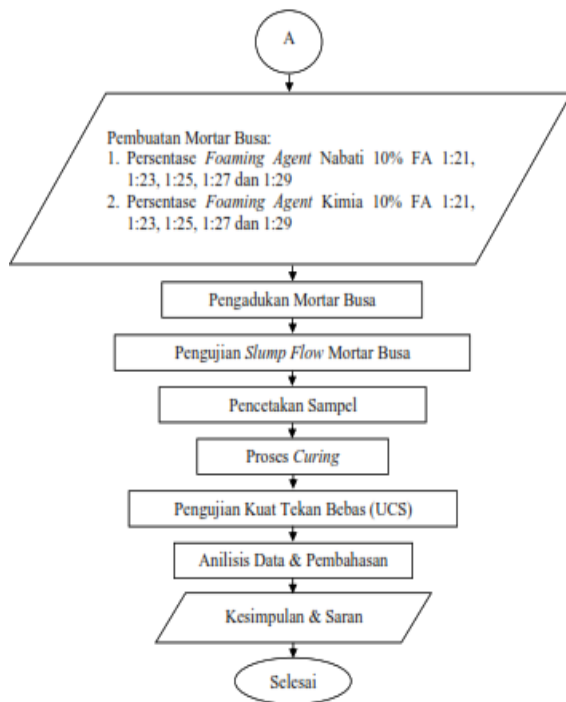 A
Pembuatan Mortar Busa:
1. Persentase Foaming Agent Nabati 10% FA 1:21,
1:23, 1:25, 1:27 dan 1:29
2. Persentase Foaming Agent Kimia 10% FA 1:21,
1:23, 1:25, 1:27 dan 1:29
Pengadukan Mortar Busa
Pengujian Slump Flow Mortar Busa
Pencetakan Sampel
Proses Curing
Pengujian Kuat Tekan Bebas (UCS)
Anilisis Data & Pembahasan
Kesimpulan & Saran
Selesai